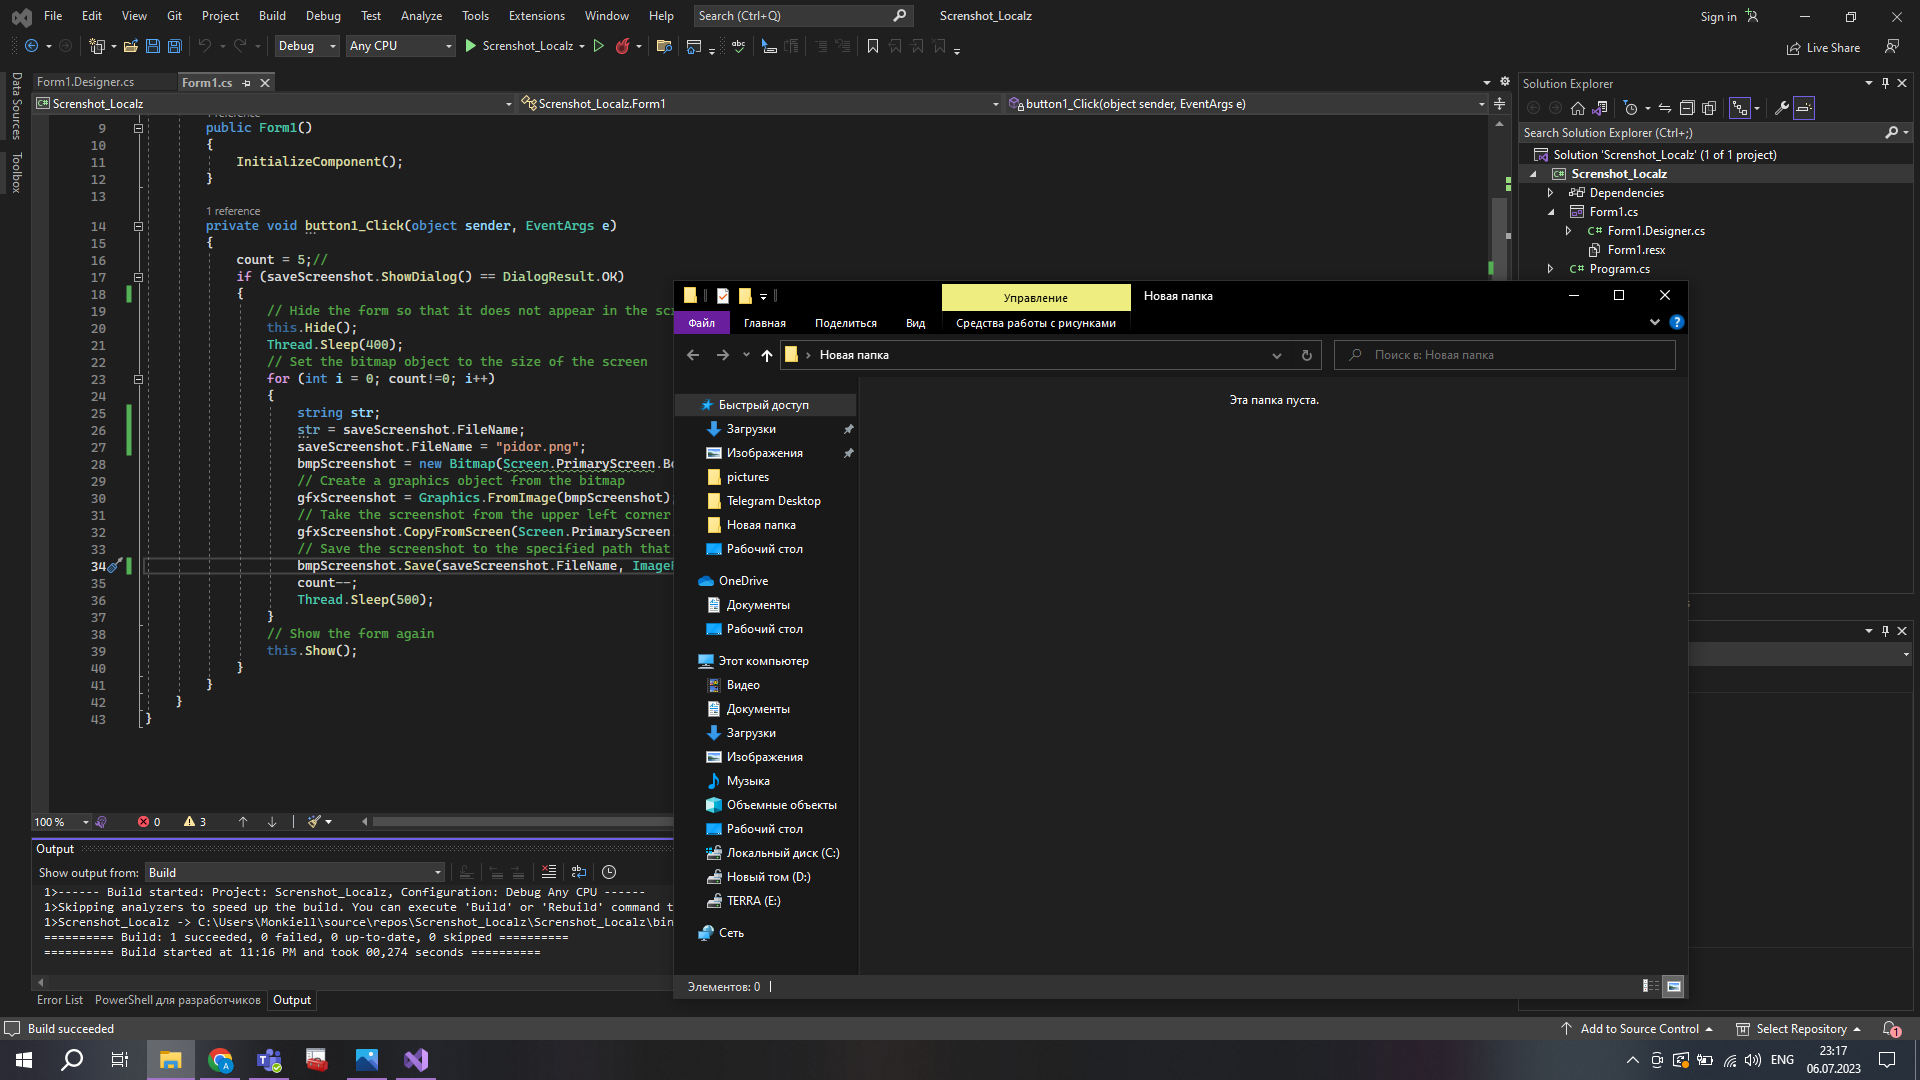 File Edit View Git Project Build Debug Test Analyze Tools Extensions Window Help Search (Ctrl+Q) Screnshot_Localz Sign in
Debug Any CPU Screnshot_Localz Live Share
Data Sources
Toolbox
Form1.Designer.cs Form1.cs
Screnshot_Localz Screnshot_Localz.Form1 button1_Click(object sender, EventArgs e)
9 public Form1()
10 {
11 InitializeComponent();
12 }
13
1 reference
14 private void button1_Click(object sender, EventArgs e)
15 {
16 count = 5;//
17 if (saveScreenshot.ShowDialog() == DialogResult.OK)
18 {
19 // Hide the form so that it does not appear in the scr
20 this.Hide();
21 Thread.Sleep(400);
22 // Set the bitmap object to the size of the screen
23 for (int i = 0; count!=0; i++)
24 {
25 string str;
26 str = saveScreenshot.FileName;
27 saveScreenshot.FileName = "pidor.png";
28 bmpScreenshot = new Bitmap(Screen.PrimaryScreen.Bo
29 // Create a graphics object from the bitmap
30 gfxScreenshot = Graphics.FromImage(bmpScreenshot)
31 // Take the screenshot from the upper left corner
32 gfxScreenshot.CopyFromScreen(Screen.PrimaryScreen.
33 // Save the screenshot to the specified path that
34 bmpScreenshot.Save(saveScreenshot.FileName, Image
35 count--;
36 Thread.Sleep(500);
37 }
38 // Show the form again
39 this.Show();
40 }
41 }
42 }
43 }
100 % 0 3
Output
Show output from: Build
1>------ Build started: Project: Screnshot_Localz, Configuration: Debug Any CPU ------
1>Skipping analyzers to speed up the build. You can execute 'Build' or 'Rebuild' command t
1>Screnshot_Localz -> C:\Users\Monkiell\source\repos\Screnshot_Localz\Screnshot_Localz\bin
========== Build: 1 succeeded, 0 failed, 0 up-to-date, 0 skipped ==========
========== Build started at 11:16 PM and took 00,274 seconds ==========
Error List PowerShell для разработчиков Output
Solution Explorer
Search Solution Explorer (Ctrl+;)
Solution 'Screnshot_Localz' (1 of 1 project)
Screnshot_Localz
Dependencies
Form1.cs
Form1.Designer.cs
Form1.resx
Program.cs
Управление Новая папка
Файл Главная Поделиться Вид Средства работы с рисунками
Новая папка Поиск в: Новая папка
Эта папка пуста.
Быстрый доступ
Загрузки
Изображения
pictures
Telegram Desktop
Новая папка
Рабочий стол
OneDrive
Документы
Рабочий стол
Этот компьютер
Видео
Документы
Загрузки
Изображения
Музыка
Объемные объекты
Рабочий стол
Локальный диск (C:)
Новый том (D:)
TERRA (E:)
Сеть
Элементов: 0
Build succeeded Add to Source Control Select Repository 1
ENG 23:17
06.07.2023